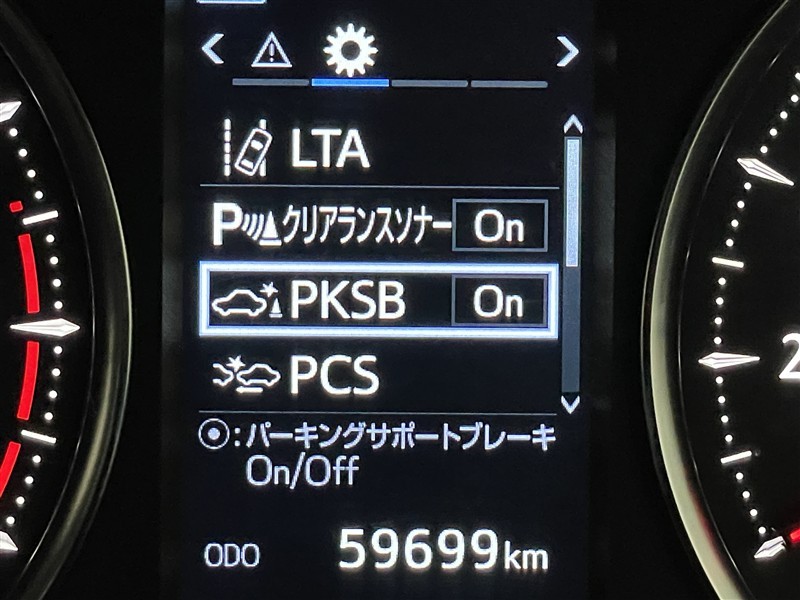 LTA
P クリアランスソナー On
PKSB On
PCS
:パーキングサポートブレーキ
On/Off
ODO 59699km
2